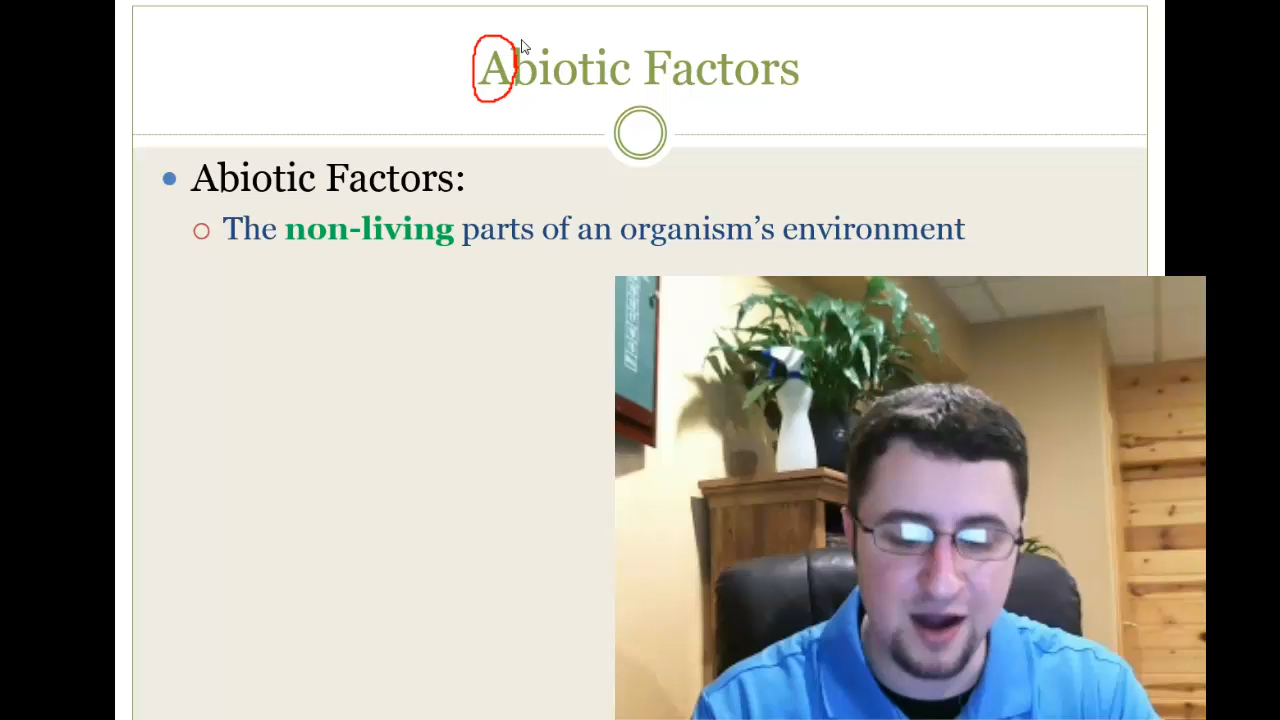 Abiotic Factors
Abiotic Factors:
The non-living parts of an organism’s environment